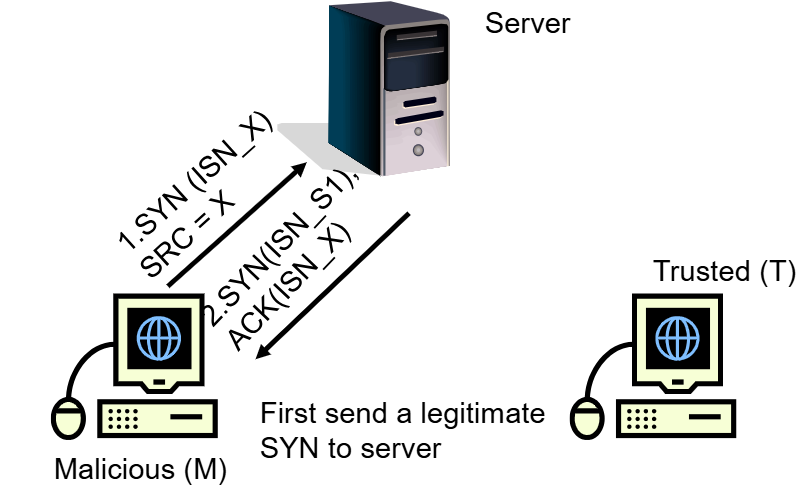 Server
1.SYN (ISN_X)
SRC = X
2.SYN(ISN_S1),
ACK(ISN_X)
Trusted (T)
First send a legitimate
SYN to server
Malicious (M)